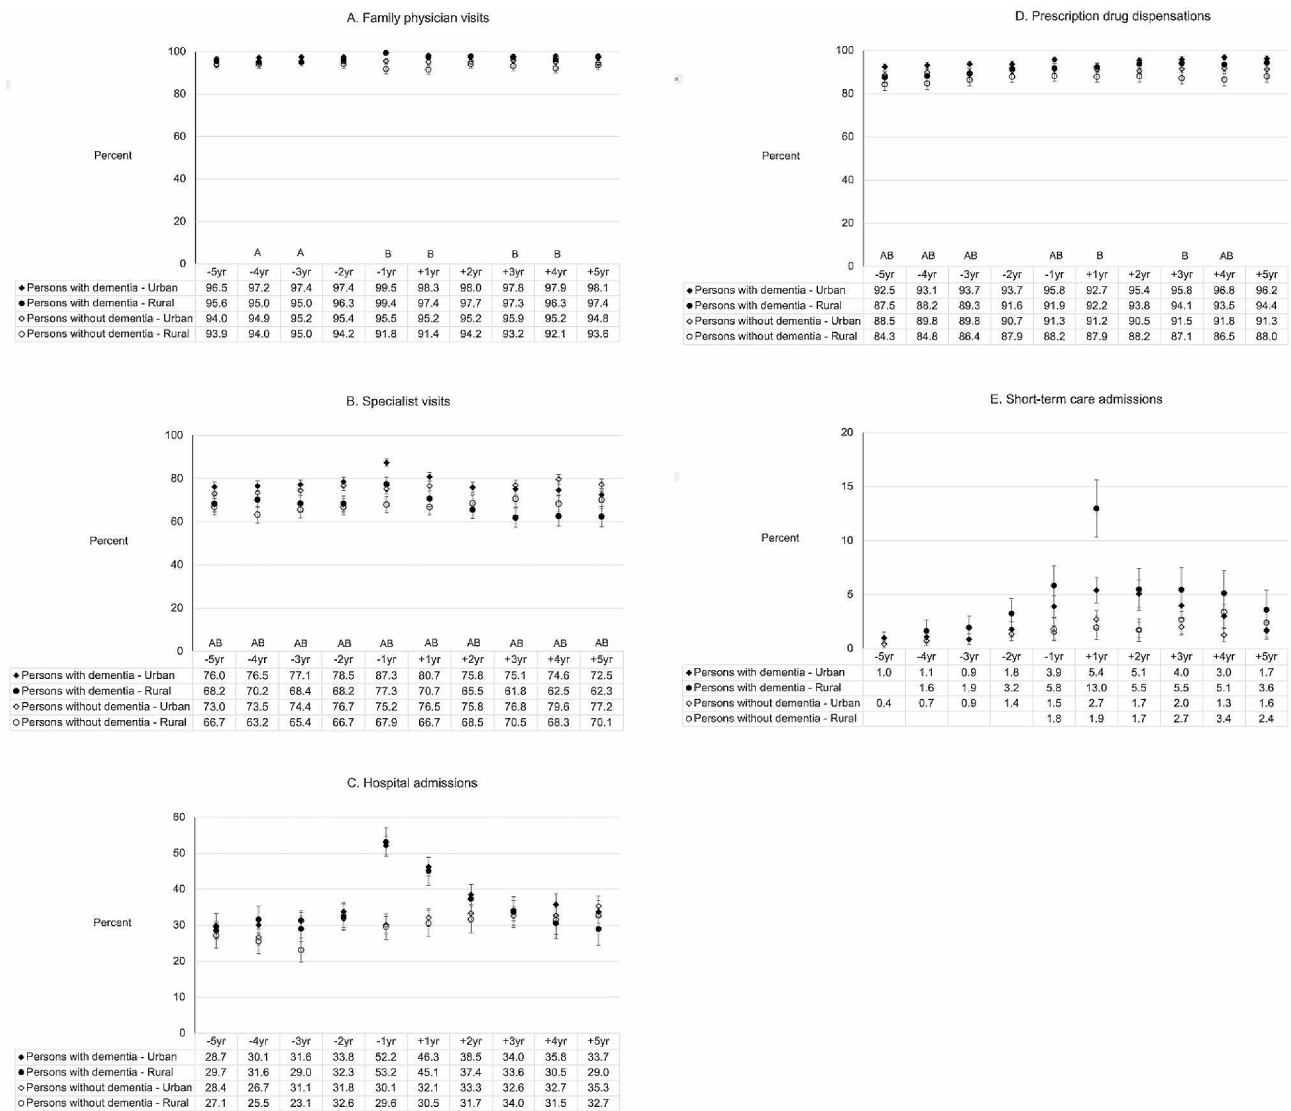 A. Family physician visits
100
80
60
Percent
40
20
A A B B B B
0
-5yr -4yr -3yr -2yr -1yr +1yr +2yr +3yr +4yr +5yr
Persons with dementia - Urban 96.5 97.2 97.4 97.4 99.5 98.3 98.0 97.8 97.9 98.1
Persons with dementia - Rural 95.6 95.0 95.0 96.3 99.4 97.4 97.7 97.3 96.3 97.4
Persons without dementia - Urban 94.0 94.9 95.2 95.4 95.5 95.2 95.2 95.9 95.2 94.8
Persons without dementia - Rural 93.9 94.0 95.0 94.2 91.8 91.4 94.2 93.2 92.1 93.6
B. Specialist visits
100
80
60
Percent
40
20
AB AB AB AB AB AB AB AB AB AB
0
-5yr -4yr -3yr -2yr -1yr +1yr +2yr +3yr +4yr +5yr
Persons with dementia - Urban 76.0 76.5 77.1 78.5 87.3 80.7 75.8 75.1 74.6 72.5
Persons with dementia - Rural 68.2 70.2 68.4 68.2 77.3 70.7 65.5 61.8 62.5 62.3
Persons without dementia - Urban 73.0 73.5 74.4 76.7 75.2 76.5 75.8 76.8 79.6 77.2
Persons without dementia - Rural 66.7 63.2 65.4 66.7 67.9 66.7 68.5 70.5 68.3 70.1
C. Hospital admissions
60
50
40
Percent
30
20
10
0
-5yr -4yr -3yr -2yr -1yr +1yr +2yr +3yr +4yr +5yr
Persons with dementia - Urban 28.7 30.1 31.6 33.8 52.2 46.3 38.5 34.0 35.8 33.7
Persons with dementia - Rural 29.7 31.6 29.0 32.3 53.2 45.1 37.4 33.6 30.5 29.0
Persons without dementia - Urban 28.4 26.7 31.1 31.8 30.1 32.1 33.3 32.6 32.7 35.3
Persons without dementia - Rural 27.1 25.5 23.1 32.6 29.6 30.5 31.7 34.0 31.5 32.7
D. Prescription drug dispensations
100
80
60
Percent
40
20
AB AB AB AB B B AB
0
-5yr -4yr -3yr -2yr -1yr +1yr +2yr +3yr +4yr +5yr
Persons with dementia - Urban 92.5 93.1 93.7 93.7 95.8 92.7 95.4 95.8 96.8 96.2
Persons with dementia - Rural 87.5 88.2 89.3 91.6 91.9 92.2 93.8 94.1 93.5 94.4
Persons without dementia - Urban 88.5 89.8 89.8 90.7 91.3 91.2 90.5 91.5 91.8 91.3
Persons without dementia - Rural 84.3 84.8 86.4 87.9 88.2 87.9 88.2 87.1 86.5 88.0
E. Short-term care admissions
20
15
Percent
10
5
0
-5yr -4yr -3yr -2yr -1yr +1yr +2yr +3yr +4yr +5yr
Persons with dementia - Urban 1.0 1.1 0.9 1.8 3.9 5.4 5.1 4.0 3.0 1.7
Persons with dementia - Rural 1.6 1.9 3.2 5.8 13.0 5.5 5.5 5.1 3.6
Persons without dementia - Urban 0.4 0.7 0.9 1.4 1.5 2.7 1.7 2.0 1.3 1.6
Persons without dementia - Rural 1.8 1.9 1.7 2.7 3.4 2.4